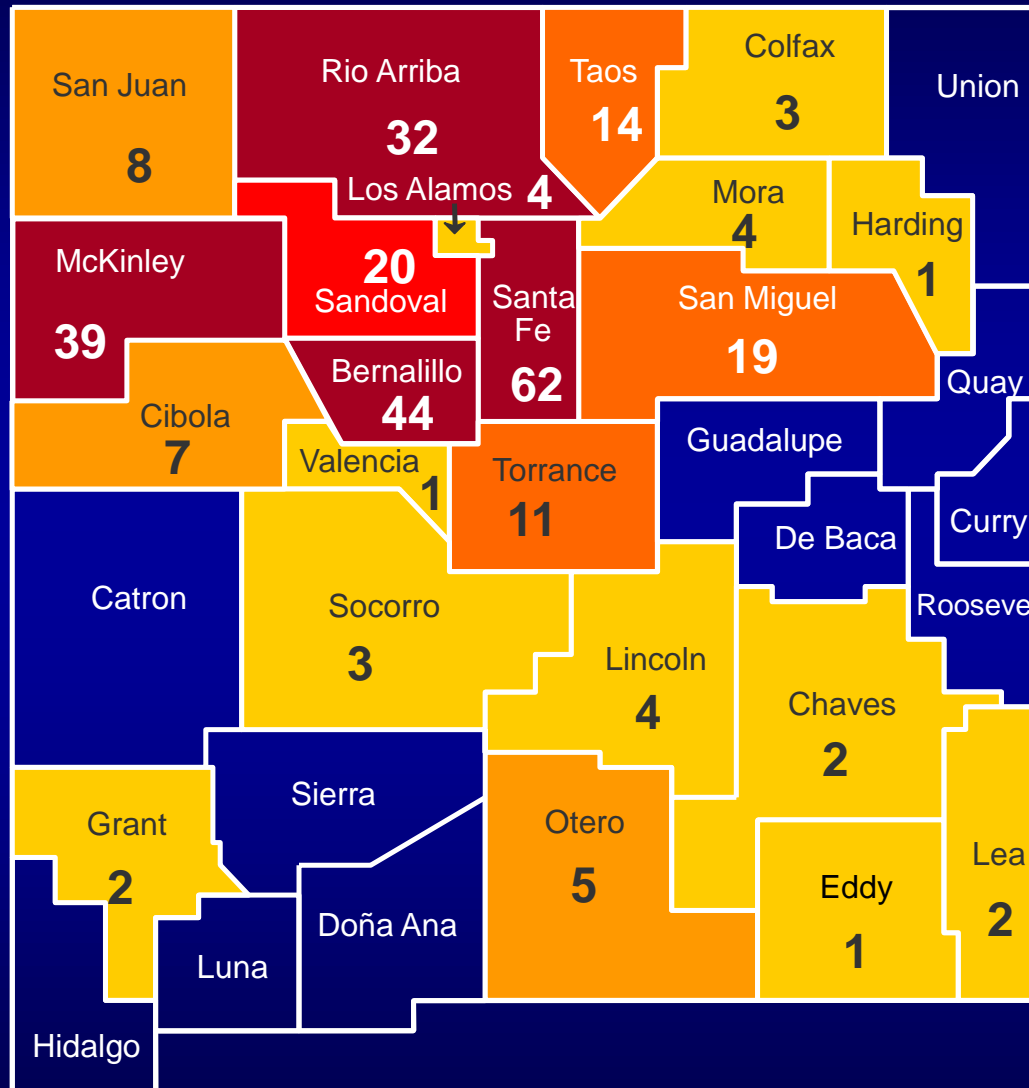 San Juan
8
Rio Arriba
32
Taos
14
Colfax
3
Union
Los Alamos 4
Mora
4
Harding
1
McKinley
39
20
Sandoval
Santa
Fe
62
San Miguel
19
Quay
Bernalillo
44
Cibola
7
Valencia
1
Torrance
11
Guadalupe
De Baca
Curry
Catron
Socorro
3
Lincoln
4
Chaves
2
Rooseve
Grant
2
Sierra
Otero
5
Lea
2
Eddy
1
Doña Ana
Luna
Hidalgo